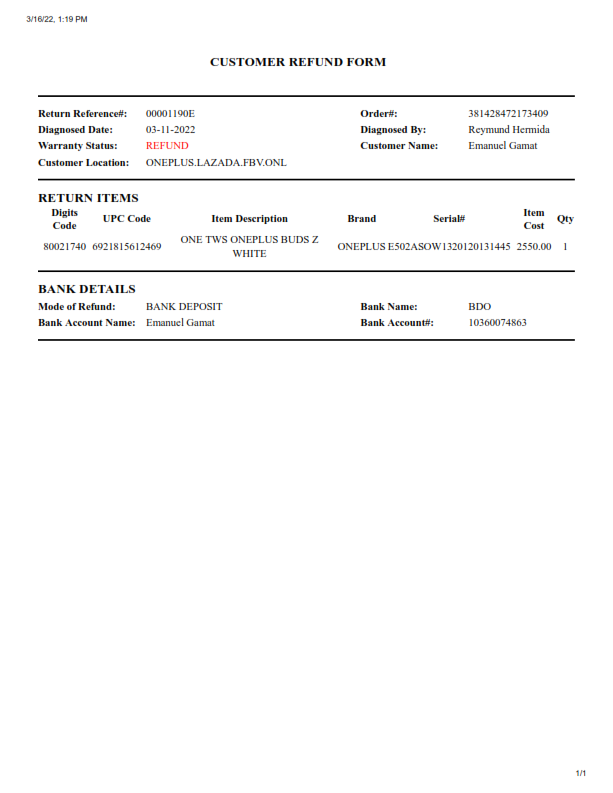 3/16/22, 1:19 PM
CUSTOMER REFUND FORM
Return Reference#: 00001190E Order#: 381428472173409
Diagnosed Date: 03-11-2022 Diagnosed By: Reymund Hermida
Warranty Status: REFUND Customer Name: Emanuel Gamat
Customer Location: ONEPLUS.LAZADA.FBV.ONL
RETURN ITEMS
Digits Code UPC Code Item Description Brand Serial# Item Cost Qty
80021740 6921815612469 ONE TWS ONEPLUS BUDS Z WHITE ONEPLUS E502ASOW1320120131445 2550.00 1
BANK DETAILS
Mode of Refund: BANK DEPOSIT Bank Name: BDO
Bank Account Name: Emanuel Gamat Bank Account#: 10360074863
1/1